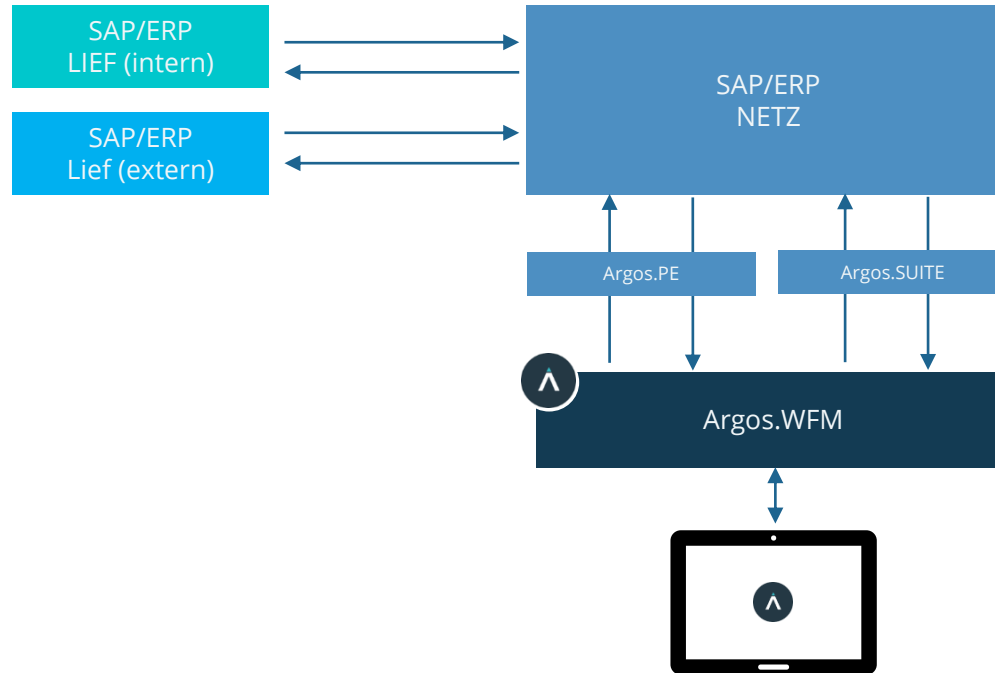 SAP/ERP
LIEF (intern)
SAP/ERP
NETZ
SAP/ERP
Lief (extern)
Argos.PE
Argos.SUITE
Argos.WFM